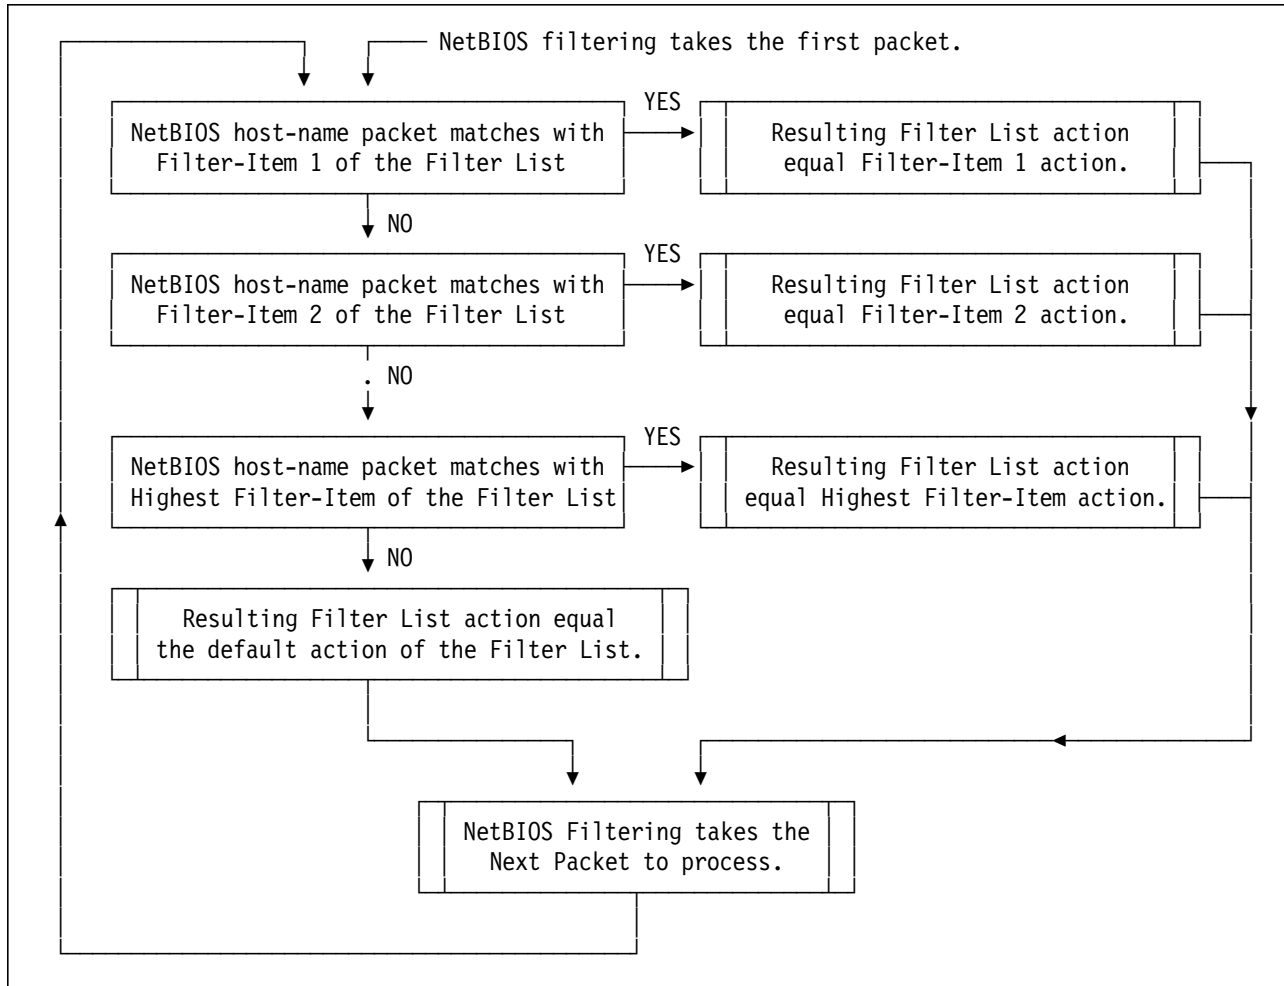 NetBIOS filtering takes the first packet.
YES
NetBIOS host-name packet matches with
Filter-Item 1 of the Filter List
Resulting Filter List action
equal Filter-Item 1 action.
NO
YES
NetBIOS host-name packet matches with
Filter-Item 2 of the Filter List
Resulting Filter List action
equal Filter-Item 2 action.
. NO
YES
NetBIOS host-name packet matches with
Highest Filter-Item of the Filter List
Resulting Filter List action
equal Highest Filter-Item action.
NO
Resulting Filter List action equal
the default action of the Filter List.
NetBIOS Filtering takes the
Next Packet to process.